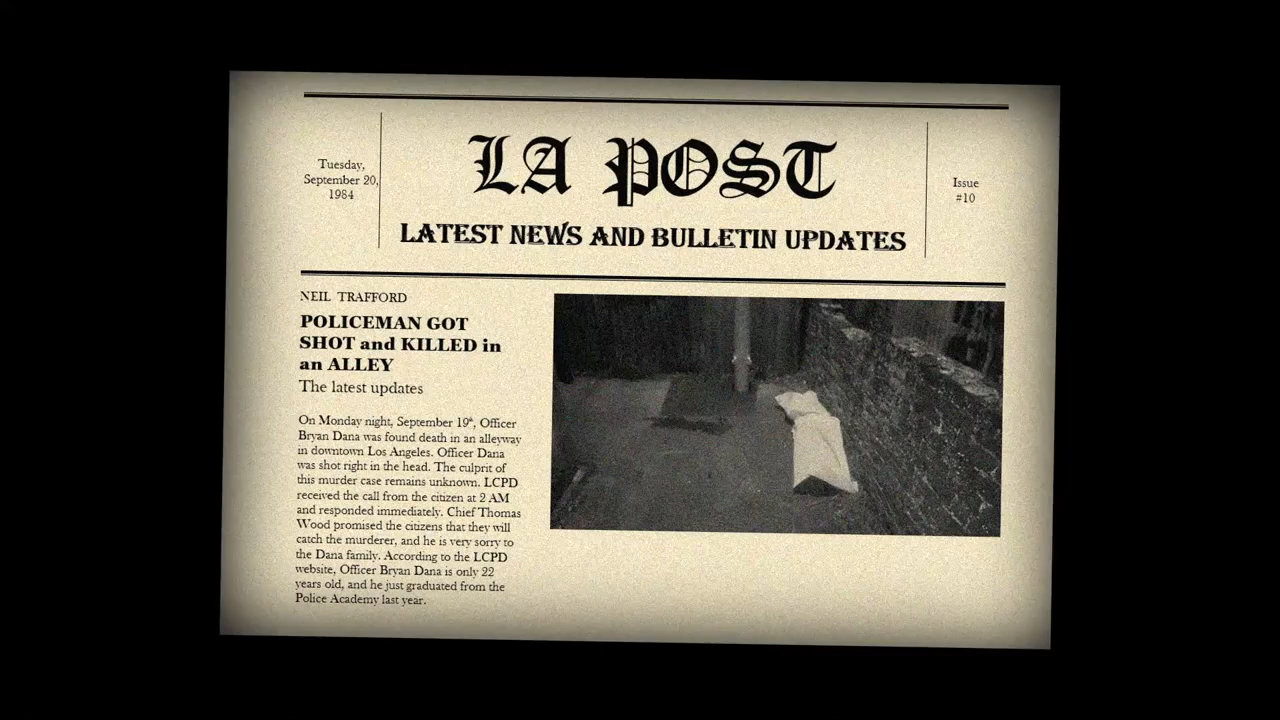 Tuesday,
September 20,
1984
LA POST
Issue
#10
LATEST NEWS AND BULLETIN UPDATES
NEIL TRAFFORD
POLICEMAN GOT
SHOT and KILLED in
an ALLEY
The latest updates
On Monday night, September 19th, Officer
Bryan Dana was found death in an alleyway
in downtown Los Angeles. Officer Dana
was shot right in the head. The culprit of
this murder case remains unknown. LCPD
received the call from the citizen at 2 AM
and responded immediately. Chief Thomas
Wood promised the citizens that they will
catch the murderer, and he is very sorry to
the Dana family. According to the LCPD
website, Officer Bryan Dana is only 22
years old, and he just graduated from the
Police Academy last year.